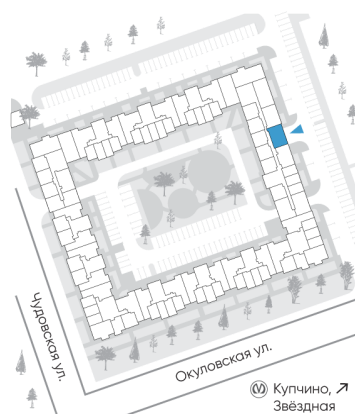 Чудовская ул.
Окуловская ул.
Купчино, ↗
Звёздная